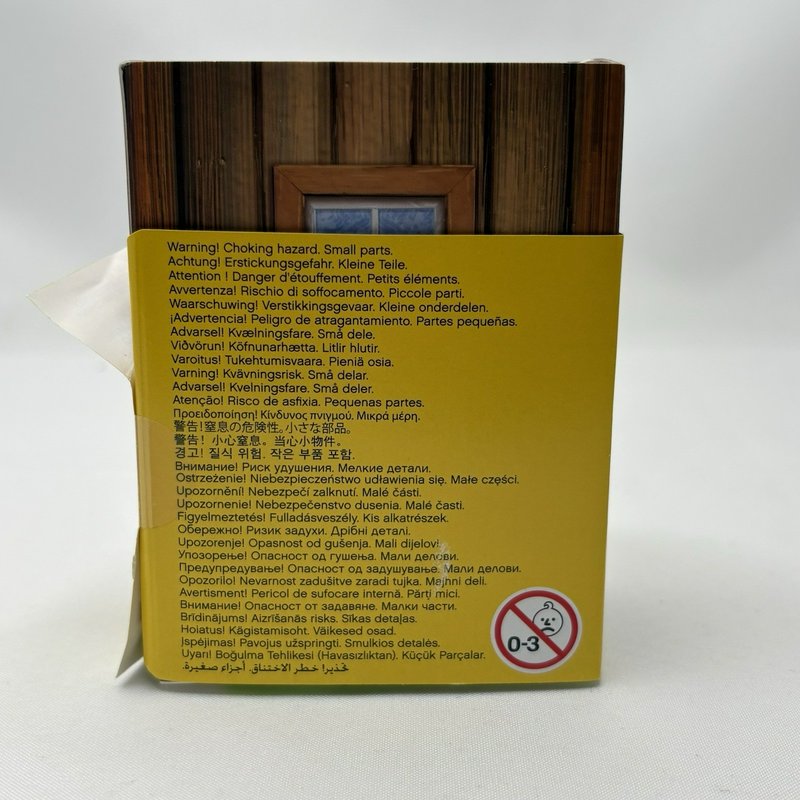 Warning! Choking hazard. Small parts.
Achtung! Erstickungsgefahr. Kleine Teile.
Attention ! Danger d'étouffement. Petits éléments.
Avvertenza! Rischio di soffocamento. Piccole parti.
Waarschuwing! Verstikkingsgevaar. Kleine onderdelen.
¡Advertencia! Peligro de atragantamiento. Partes pequeñas.
Advarsel! Kvælningsfare. Små dele.
Viðvörun! Köfnunarhætta. Litlir hlutir.
Varoitus! Tukehtumisvaara. Pieniä osia.
Varning! Kvävningsrisk. Små delar.
Advarsel! Kvelningsfare. Små deler.
Atenção! Risco de asfixia. Pequenas partes.
Προειδοποίηση! Κίνδυνος πνιγμού. Μικρά μέρη.
警告!窒息の危険性。小さな部品。
警告！小心窒息。当心小物件。
경고! 질식 위험. 작은 부품 포함.
Внимание! Риск удушения. Мелкие детали.
Ostrzeżenie! Niebezpieczeństwo udławienia się. Małe części.
Upozornění! Nebezpečí zalknutí. Malé části.
Upozornenie! Nebezpečenstvo dusenia. Malé časti.
Figyelmeztetés! Fulladásveszély. Kis alkatrészek.
Обережно! Ризик задухи. Дрібні деталі.
Upozorenje! Opasnost od gušenja. Mali dijelovi.
Упозорење! Опасност од гушења. Мали делови.
Предупредување! Опасност од задушување. Мали делови.
Opozorilo! Nevarnost zadušitve zaradi tujka. Majhni deli.
Avertisment! Pericol de sufocare internă. Părți mici.
Внимание! Опасност от задавяне. Малки части.
Brīdinājums! Aizrīšanās risks. Sīkas detaļas.
Hoiatus! Kägistamisoht. Väikesed osad.
Įspėjimas! Pavojus užspringti. Smulkios detalės.
Uyarı! Boğulma Tehlikesi (Havasızlıktan). Küçük Parçalar.
تحذير! خطر الاختناق. أجزاء صغيرة.
0-3